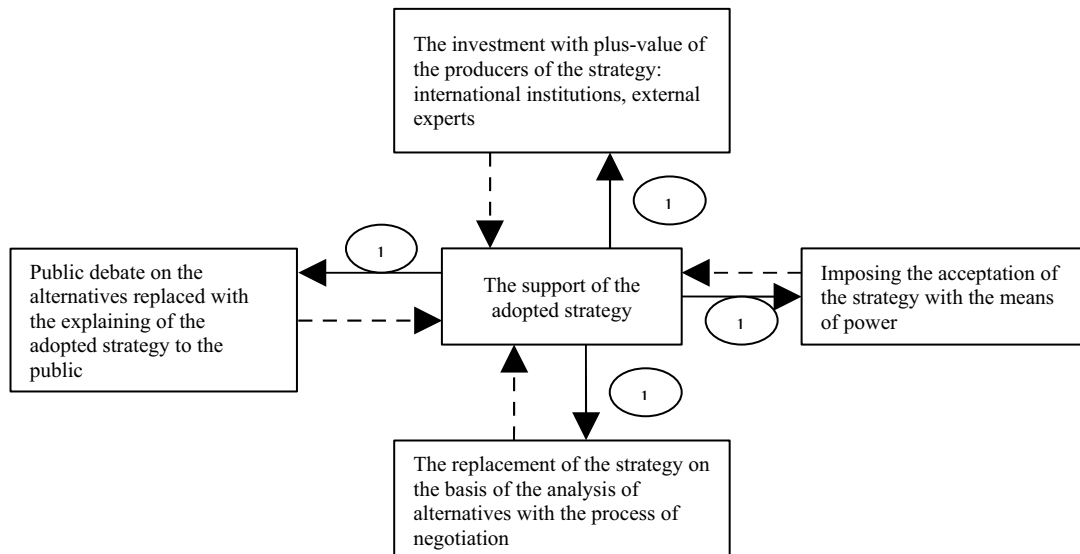 The investment with plus-value of
the producers of the strategy:
international institutions, external
experts
1
1
Public debate on the
alternatives replaced with
the explaining of the
adopted strategy to the
public
The support of the
adopted strategy
Imposing the acceptation of
the strategy with the means
of power
1
1
The replacement of the strategy on
the basis of the analysis of
alternatives with the process of
negotiation